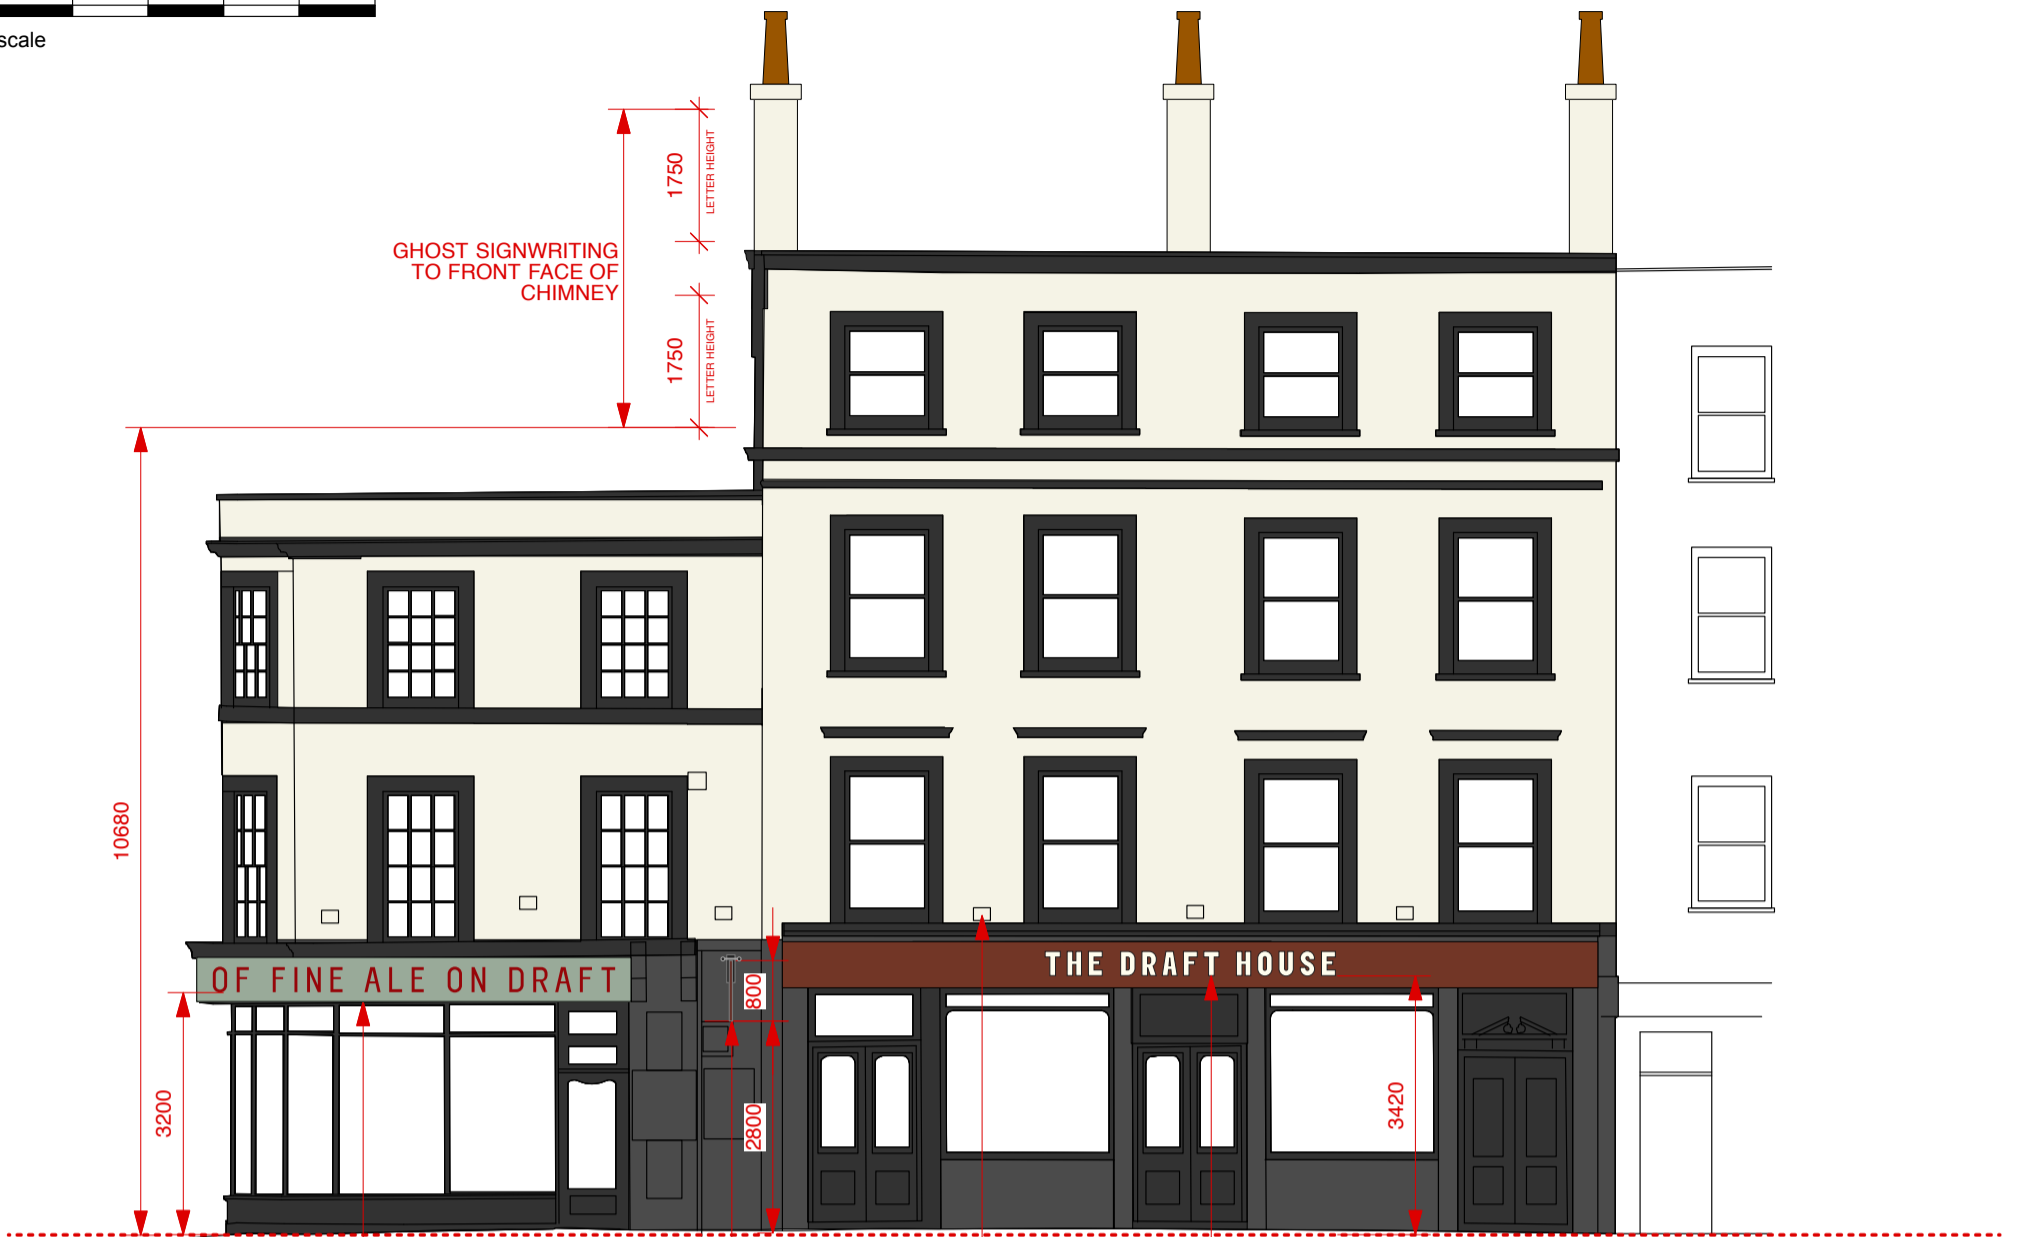 scale
1750
LETTER HEIGHT
GHOST SIGNWRITING
TO FRONT FACE OF
CHIMNEY
1750
LETTER HEIGHT
10680
OF FINE ALE ON DRAFT
THE DRAFT HOUSE
800
3200
2800
3420